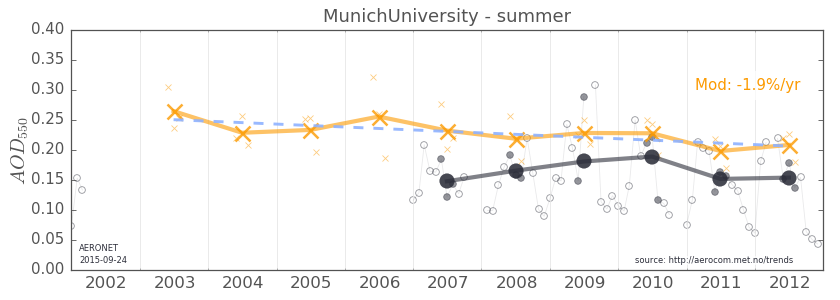 MunichUniversity - summer
0.40
0.35
0.30
0.25
0.20
0.15
0.10
0.05
0.00
AOD550
Mod: -1.9%/yr
AERONET
2015-09-24
source: http://aerocom.met.no/trends
2002 2003 2004 2005 2006 2007 2008 2009 2010 2011 2012